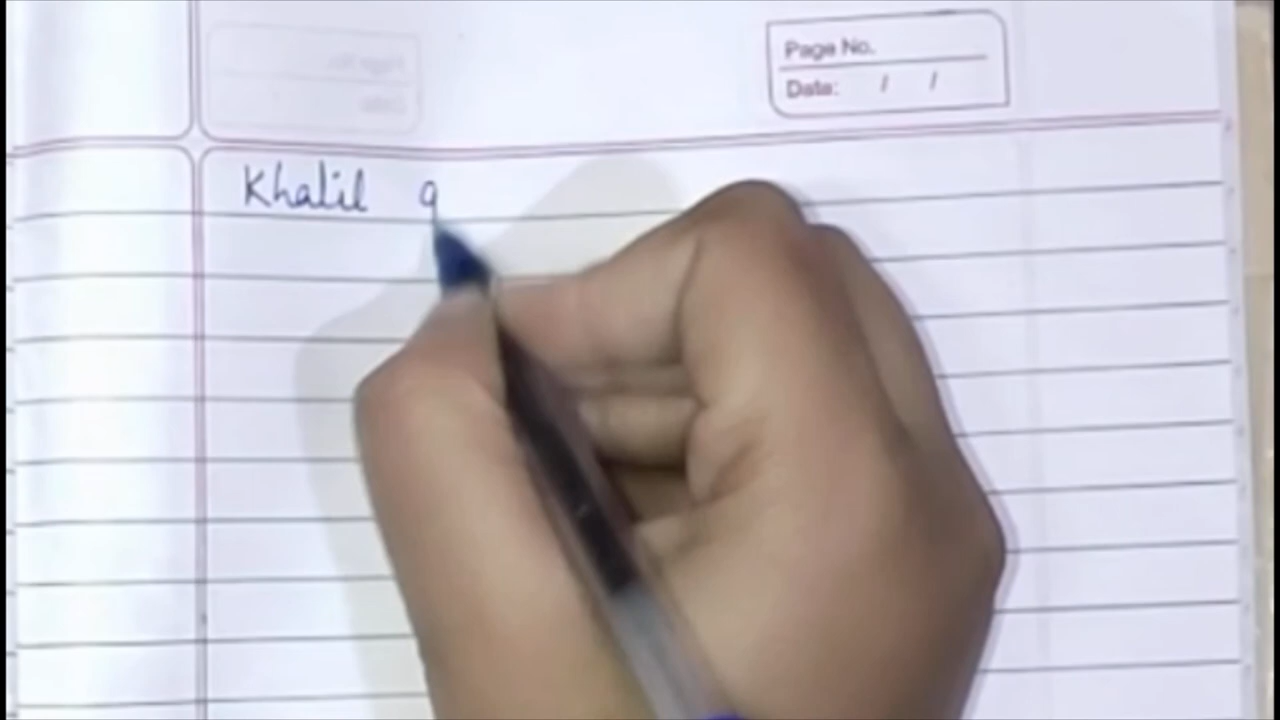 Page No.
Date: / /
Khalil g